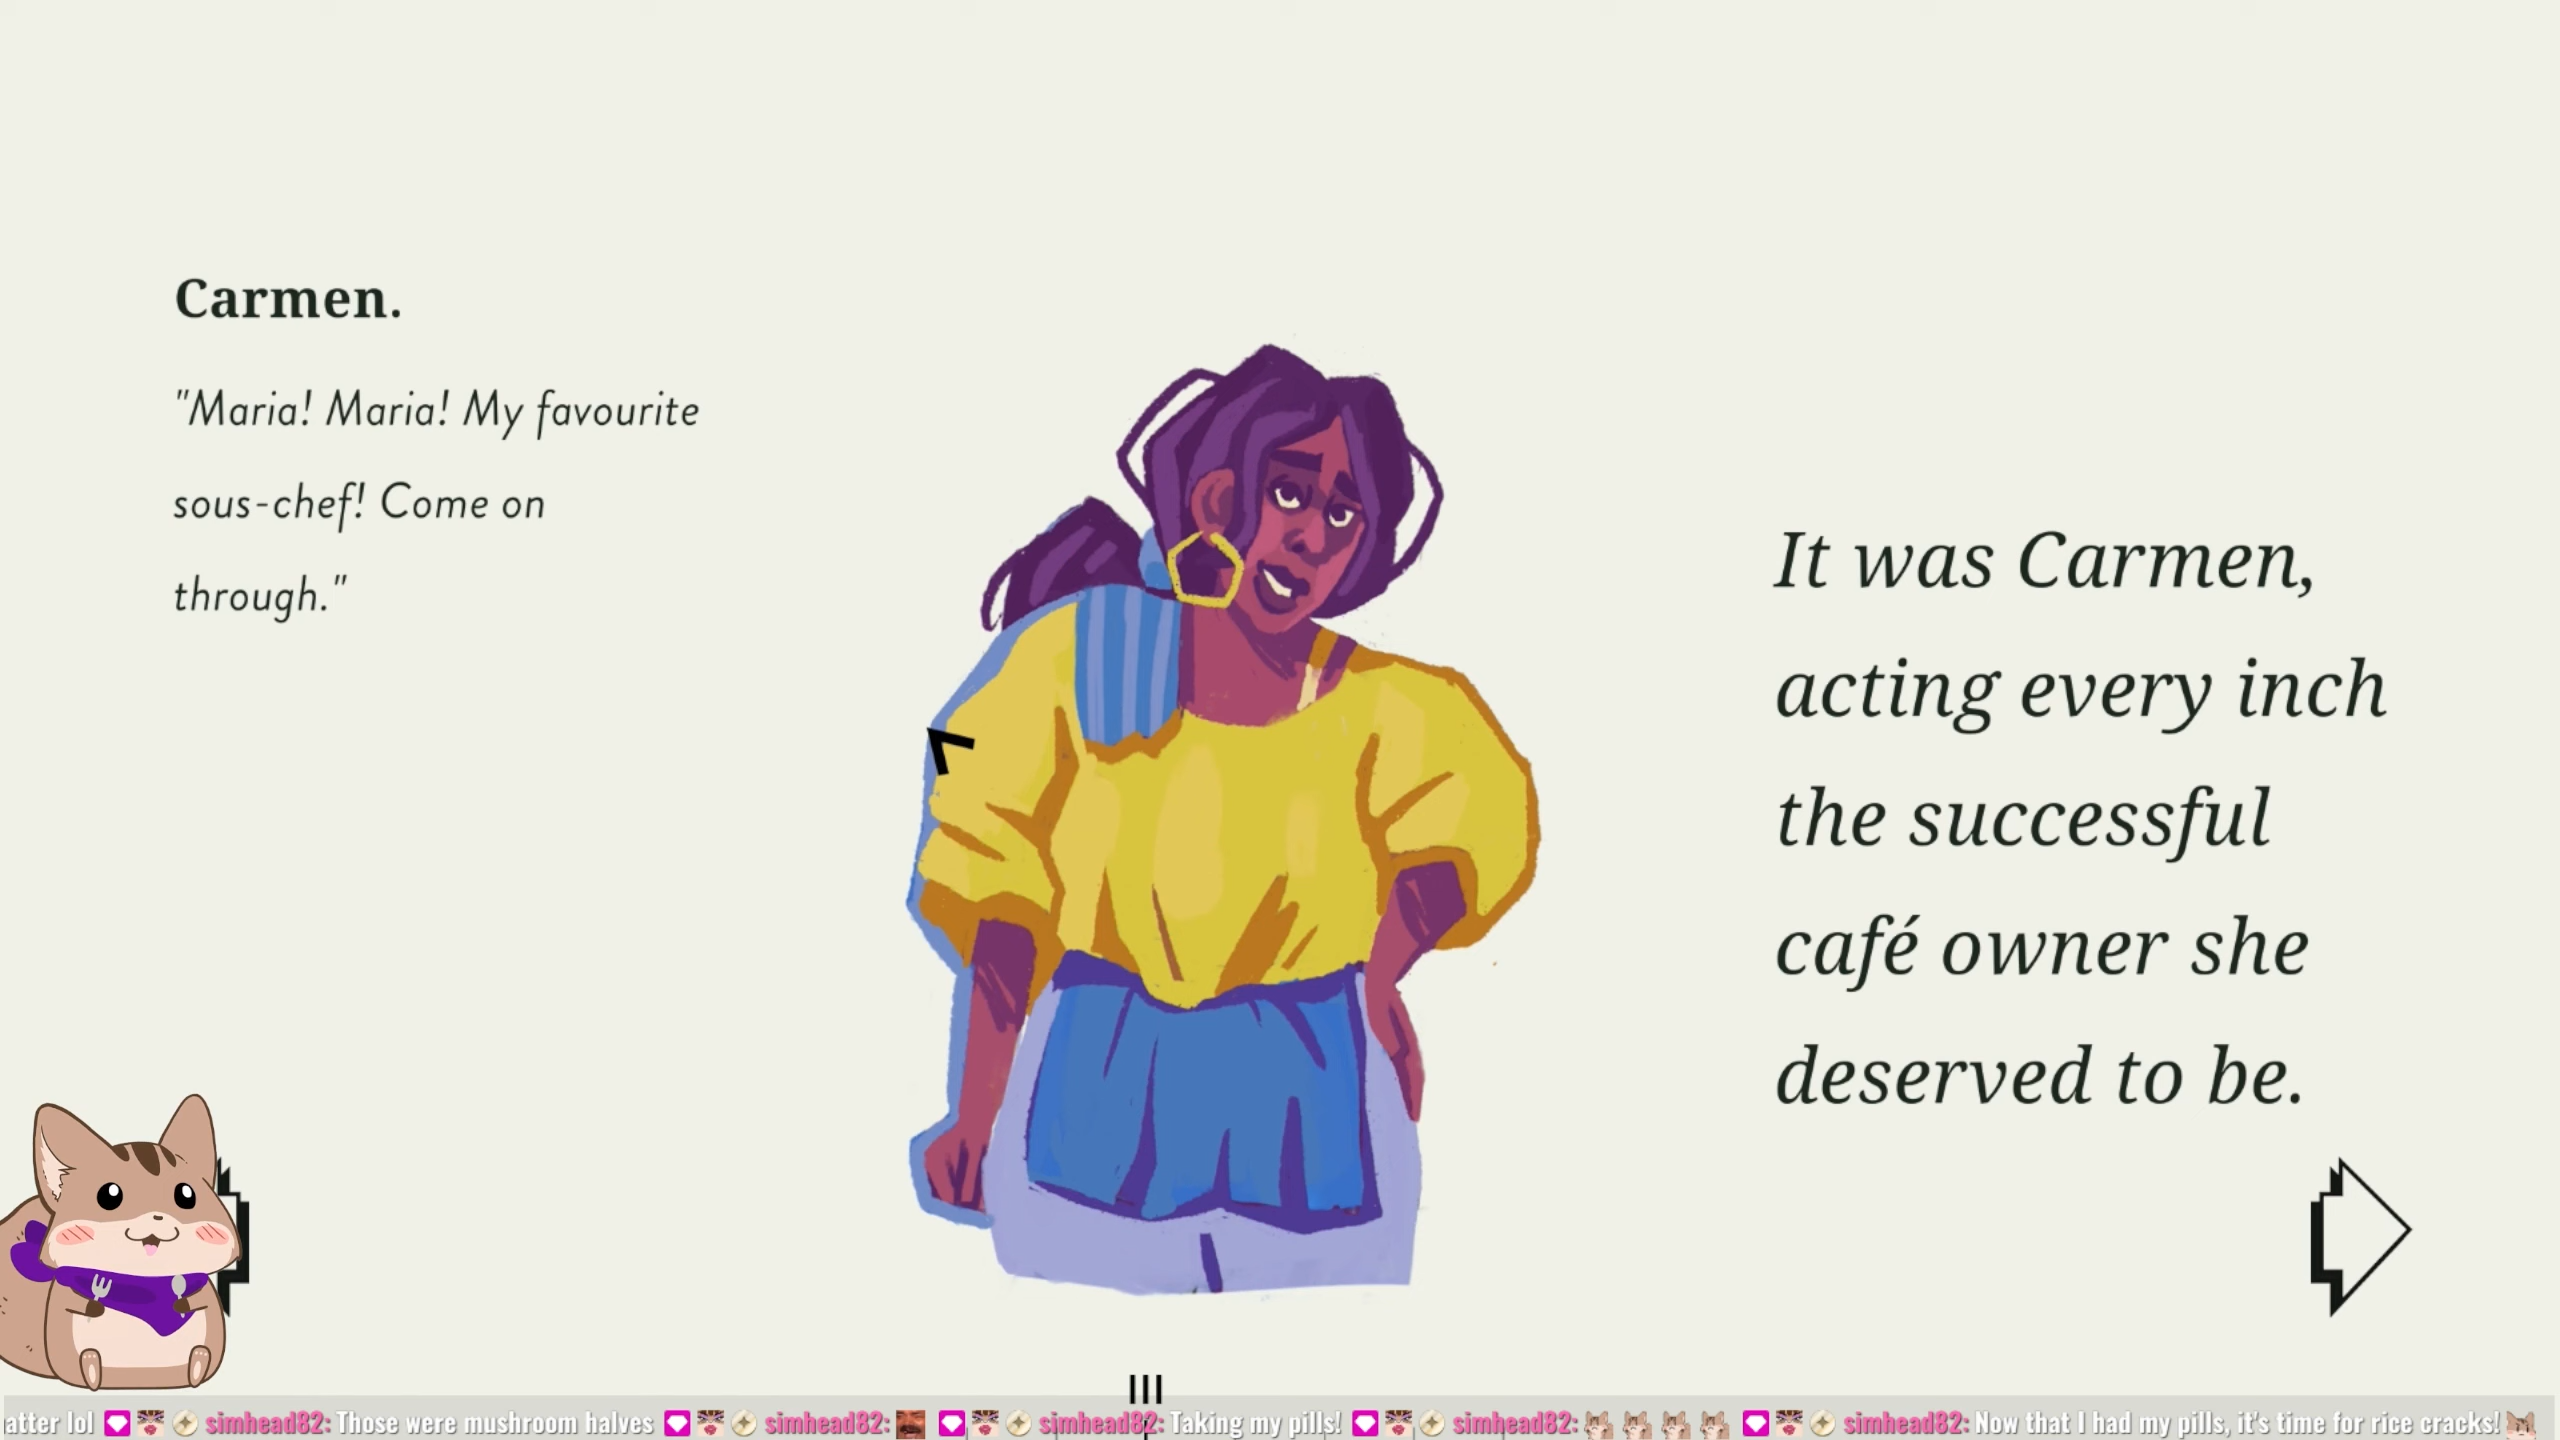 Carmen.
"Maria! Maria! My favourite
sous-chef! Come on
through."
It was Carmen,
acting every inch
the successful
café owner she
deserved to be.
atter lol simhead82: Those were mushroom halves simhead82: simhead82: Taking my pills! simhead82: simhead82: Now that I had my pills, it's time for rice cracks!